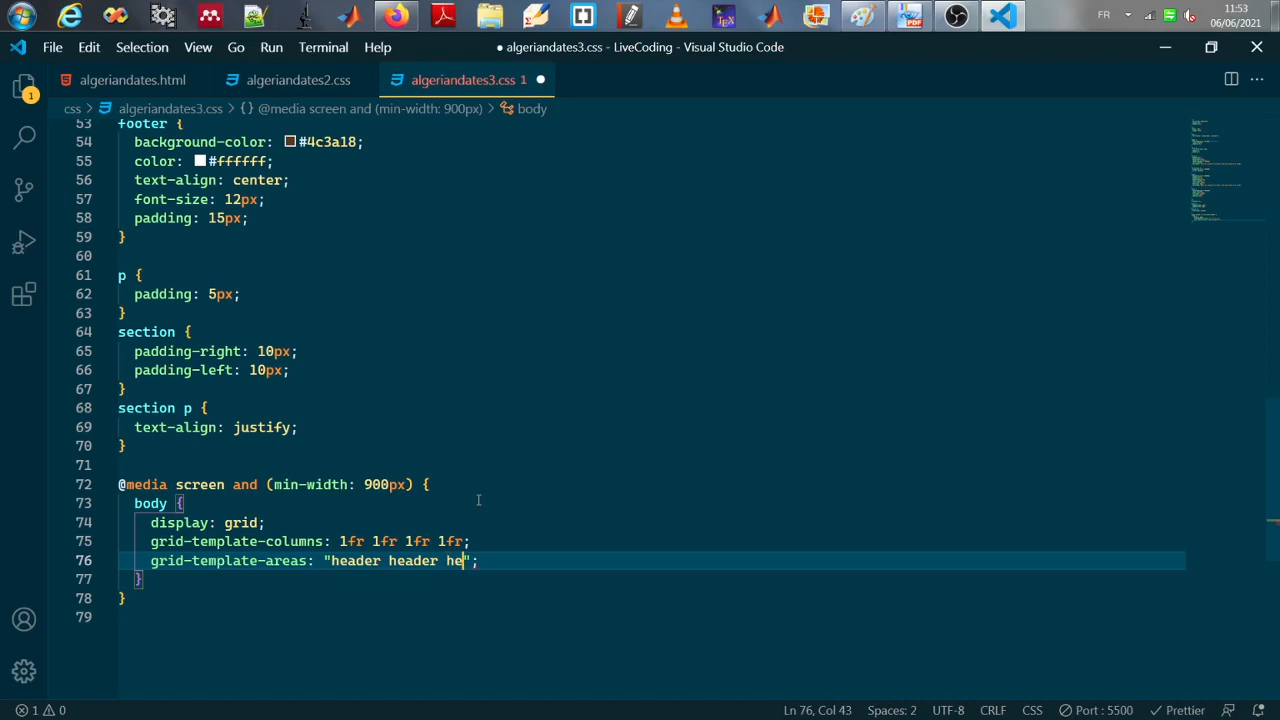 FR
11:53
06/06/2021
File Edit Selection View Go Run Terminal Help
● algeriandates3.css - LiveCoding - Visual Studio Code
algeriandates.html
algeriandates2.css
algeriandates3.css 1
css > algeriandates3.css > {} @media screen and (min-width: 900px) > body
1
53 footer {
54 background-color: #4c3a18;
55 color: #ffffff;
56 text-align: center;
57 font-size: 12px;
58 padding: 15px;
59 }
60
61 p {
62 padding: 5px;
63 }
64 section {
65 padding-right: 10px;
66 padding-left: 10px;
67 }
68 section p {
69 text-align: justify;
70 }
71
72 @media screen and (min-width: 900px) {
73 body {
74 display: grid;
75 grid-template-columns: 1fr 1fr 1fr 1fr;
76 grid-template-areas: "header header he";
77 }
78 }
79
1 0 Ln 76, Col 43 Spaces: 2 UTF-8 CRLF CSS Port : 5500 Prettier